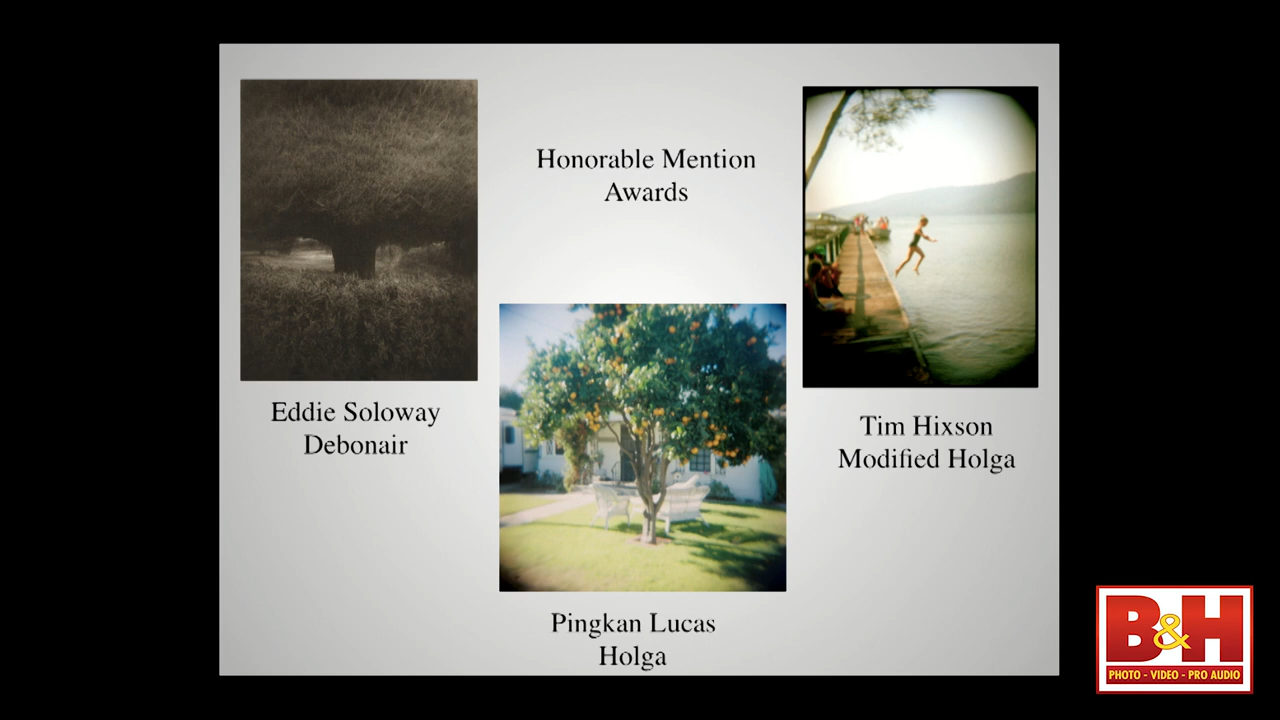 Honorable Mention
Awards
Eddie Soloway
Debonair
Tim Hixson
Modified Holga
Pingkan Lucas
Holga
B&H
PHOTO - VIDEO - PRO AUDIO